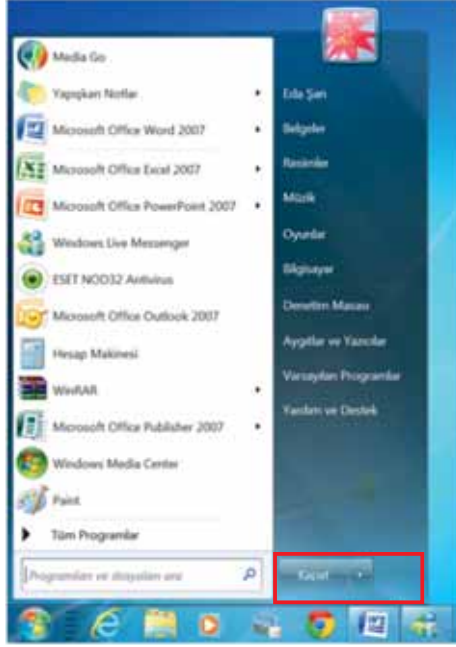 Media Go
Yapışkan Notlar
Microsoft Office Word 2007
Microsoft Office Excel 2007
Microsoft Office PowerPoint 2007
Windows Live Messenger
ESET NOD32 Antivirus
Microsoft Office Outlook 2007
Hesap Makinesi
WinRAR
Microsoft Office Publisher 2007
Windows Media Center
Paint
Tüm Programlar
Programları ve dosyaları ara
Eda Şan
Belgeler
Resimler
Müzik
Oyunlar
Bilgisayar
Denetim Masası
Aygıtlar ve Yazıcılar
Varsayılan Programlar
Yardım ve Destek
Kapat